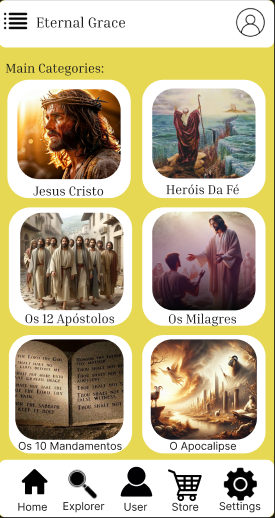 Eternal Grace
Main Categories:
Jesus Cristo
Heróis Da Fé
Os 12 Apóstolos
Os Milagres
Os 10 Mandamentos
O Apocalipse
Home
Explorer
User
Store
Settings